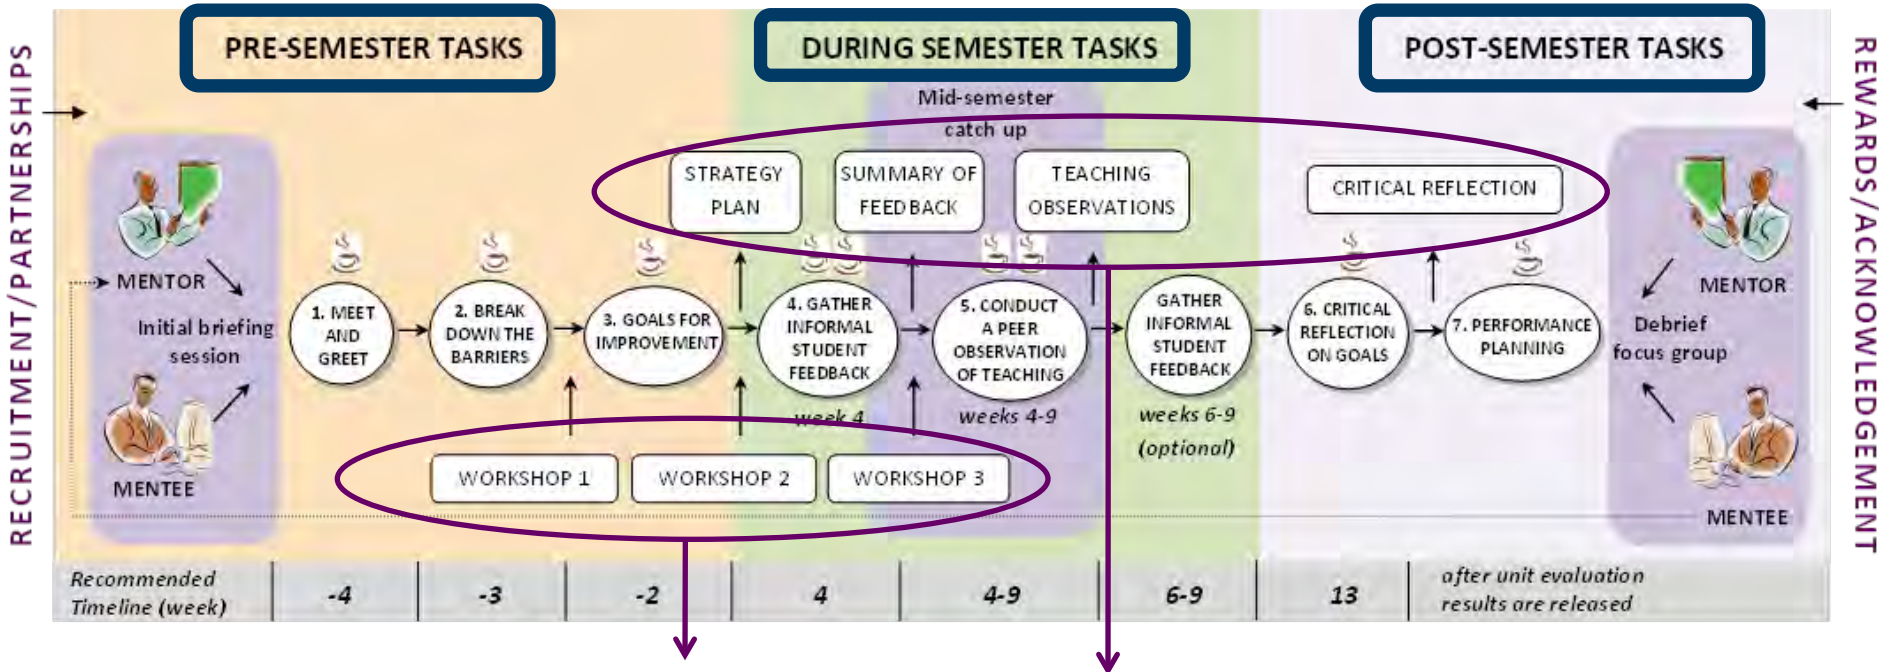 PRE-SEMESTER TASKS
DURING SEMESTER TASKS
POST-SEMESTER TASKS
RECRUITMENT/PARTNERSHIPS
REWARDS/ACKNOWLEDGEMENT
Mid-semester
catch up
STRATEGY
PLAN
SUMMARY OF
FEEDBACK
TEACHING
OBSERVATIONS
CRITICAL REFLECTION
MENTOR
Initial briefing
session
MENTEE
1. MEET
AND
GREET
2. BREAK
DOWN THE
BARRIERS
3. GOALS FOR
IMPROVEMENT
4. GATHER
INFORMAL
STUDENT
FEEDBACK
week 4
5. CONDUCT
A PEER
OBSERVATION
OF TEACHING
weeks 4-9
GATHER
INFORMAL
STUDENT
FEEDBACK
weeks 6-9
(optional)
6. CRITICAL
REFLECTION
ON GOALS
7. PERFORMANCE
PLANNING
MENTOR
Debrief
focus group
MENTEE
WORKSHOP 1
WORKSHOP 2
WORKSHOP 3
Recommended
Timeline (week)
-4
-3
-2
4
4-9
6-9
13
after unit evaluation
results are released